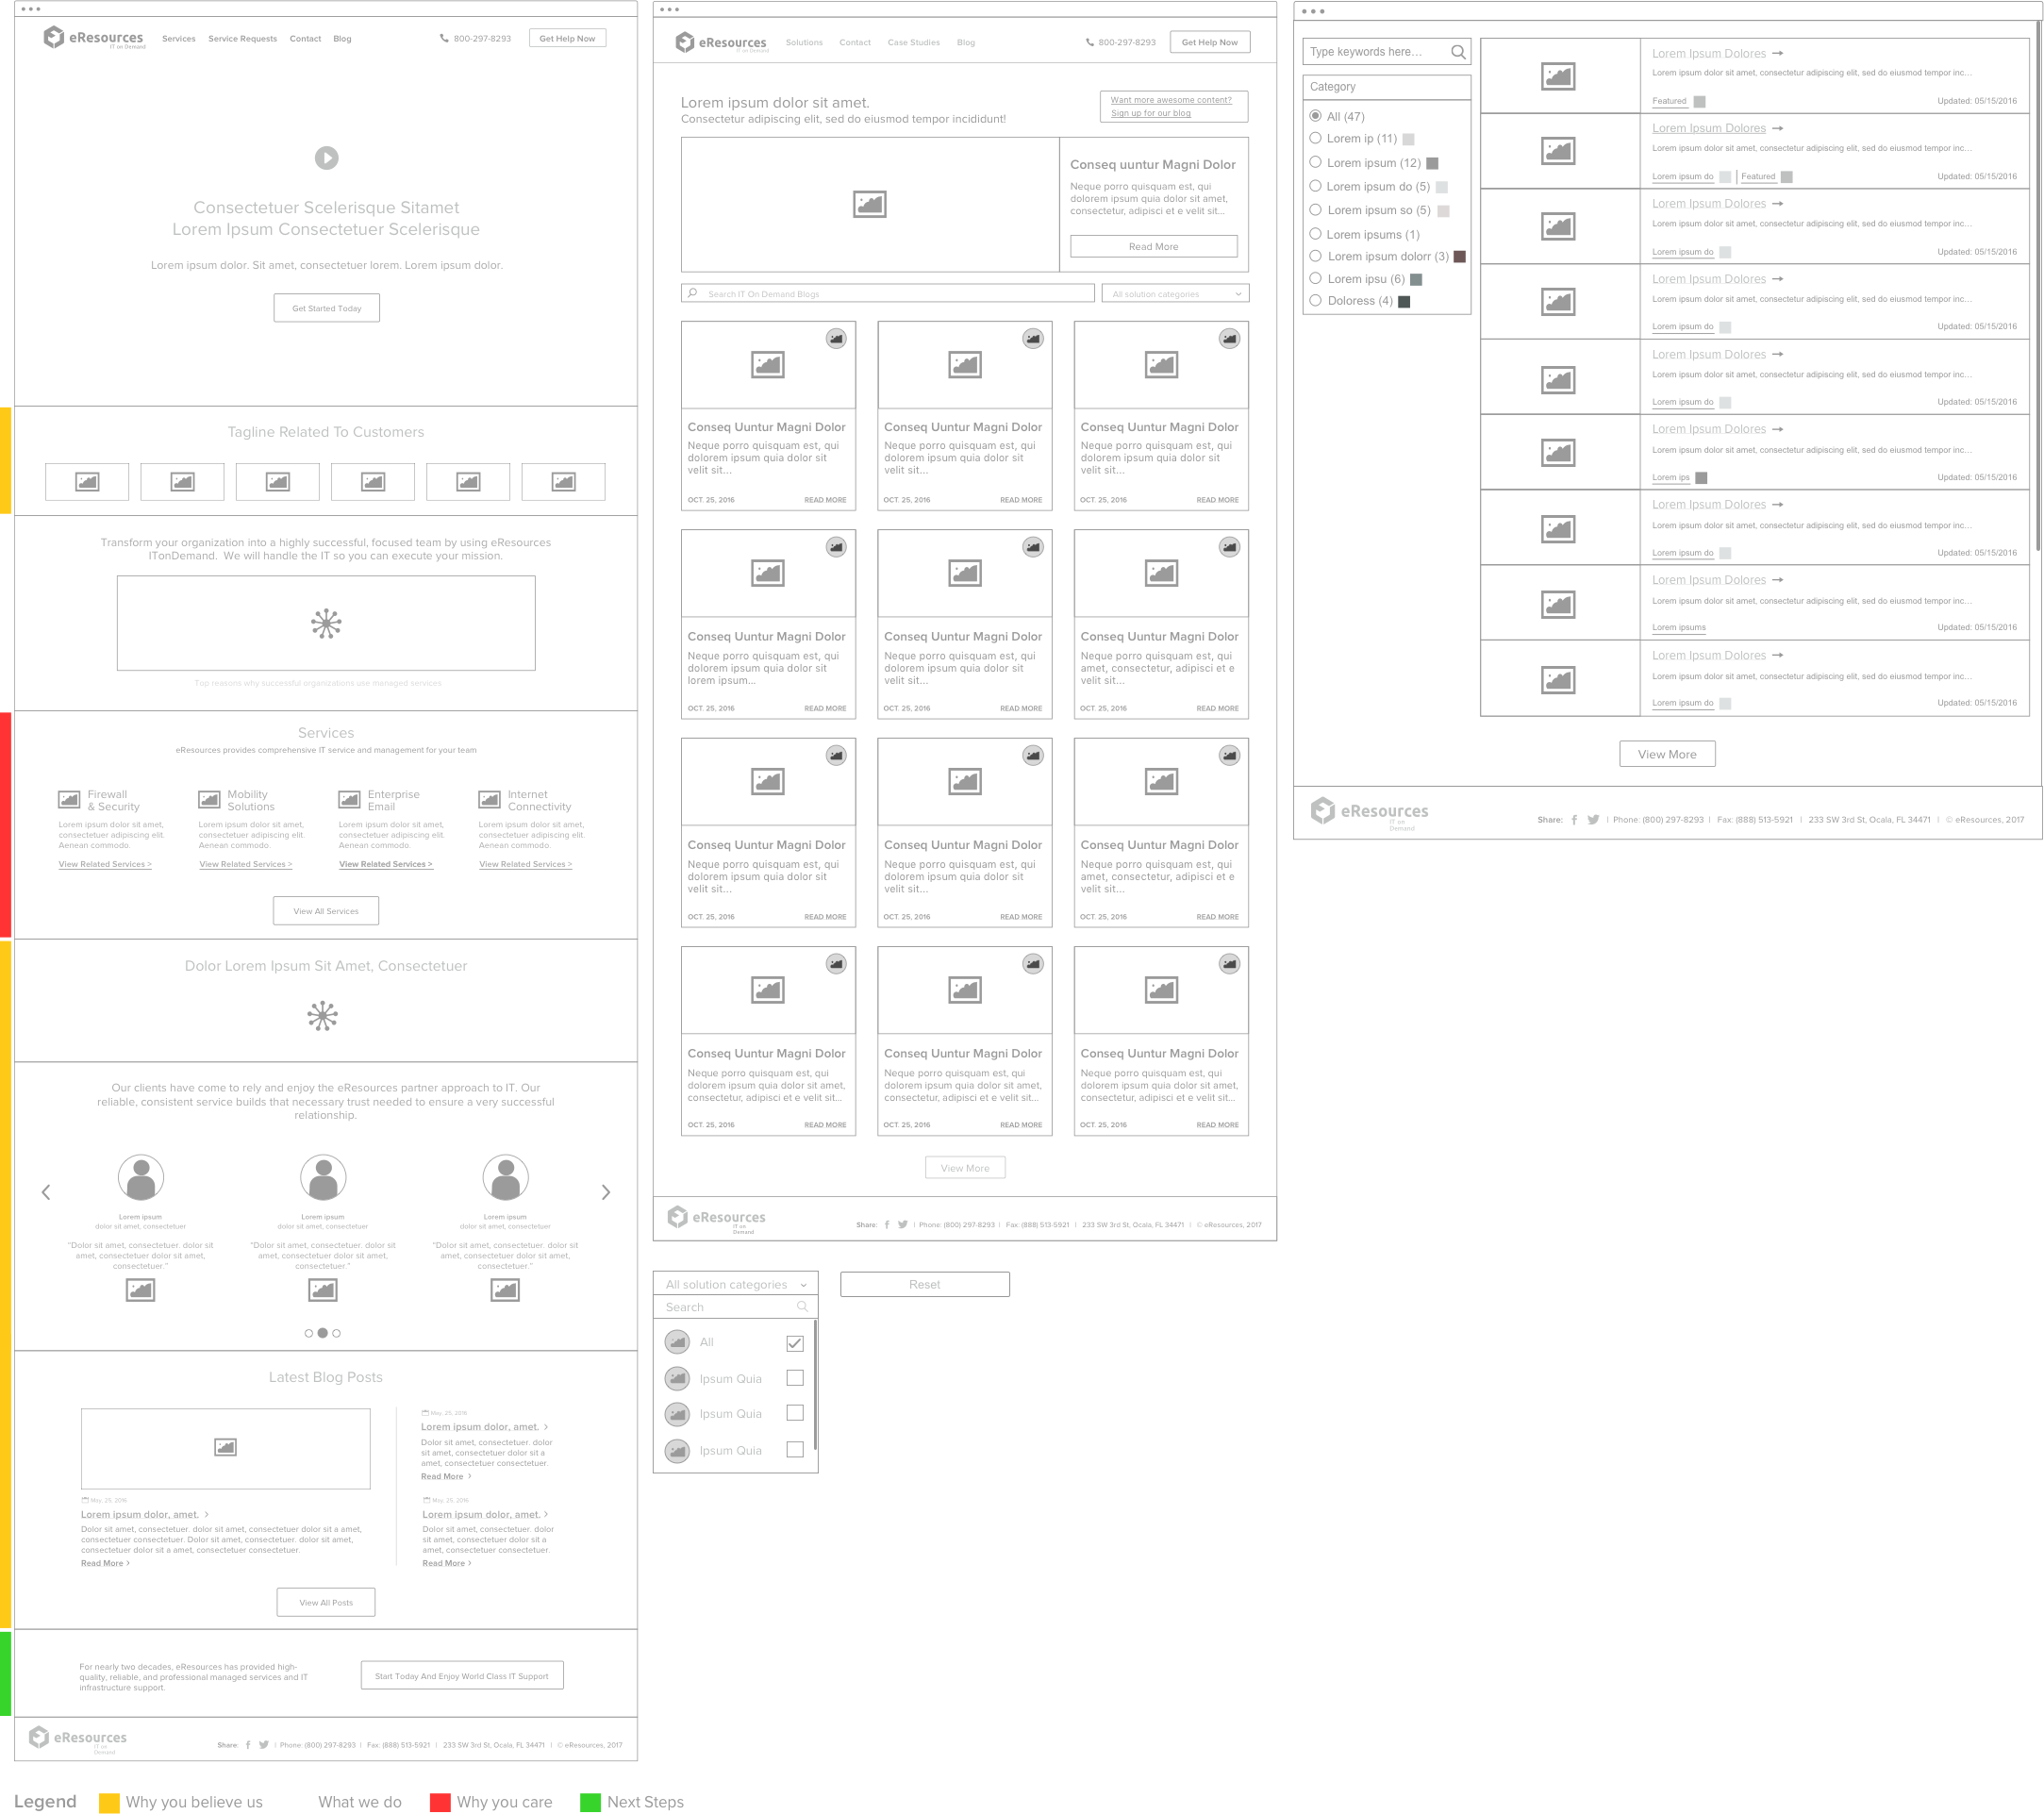 eResources
IT on Demand
Services
Service Requests
Contact
Blog
800-297-8293
Get Help Now
Consectetuer Scelerisque Sitamet
Lorem Ipsum Consectetuer Scelerisque
Lorem ipsum dolor. Sit amet, consectetuer lorem. Lorem ipsum dolor.
Get Started Today
Tagline Related To Customers
Transform your organization into a highly successful, focused team by using eResources
ITonDemand. We will handle the IT so you can execute your mission.
Top reasons why successful organizations use managed services
Services
eResources provides comprehensive IT service and management for your team
Firewall
& Security
Lorem ipsum dolor sit amet,
consectetuer adipiscing elit.
Aenean commodo.
View Related Services >
Mobility
Solutions
Lorem ipsum dolor sit amet,
consectetuer adipiscing elit.
Aenean commodo.
View Related Services >
Enterprise
Email
Lorem ipsum dolor sit amet,
consectetuer adipiscing elit.
Aenean commodo.
View Related Services >
Internet
Connectivity
Lorem ipsum dolor sit amet,
consectetuer adipiscing elit.
Aenean commodo.
View Related Services >
View All Services
Dolor Lorem Ipsum Sit Amet, Consectetuer
Our clients have come to rely and enjoy the eResources partner approach to IT. Our
reliable, consistent service builds that necessary trust needed to ensure a very successful
relationship.
Lorem ipsum
dolor sit amet, consectetuer
"Dolor sit amet, consectetuer. dolor sit
amet, consectetuer dolor sit amet,
consectetuer."
Lorem ipsum
dolor sit amet, consectetuer
"Dolor sit amet, consectetuer. dolor sit
amet, consectetuer dolor sit amet,
consectetuer."
Lorem ipsum
dolor sit amet, consectetuer
"Dolor sit amet, consectetuer. dolor sit
amet, consectetuer dolor sit amet,
consectetuer."
Latest Blog Posts
May, 23, 2016
Lorem ipsum dolor, amet. >
Dolor sit amet, consectetuer. dolor sit amet, consectetuer dolor sit a amet,
consectetuer consectetuer. Dolor sit amet, consectetuer. dolor sit amet,
consectetuer dolor sit a amet, consectetuer consectetuer.
Read More >
May, 23, 2016
Lorem ipsum dolor, amet. >
Dolor sit amet, consectetuer. dolor
sit amet, consectetuer dolor sit a
amet, consectetuer consectetuer.
Read More >
May, 23, 2016
Lorem ipsum dolor, amet. >
Dolor sit amet, consectetuer. dolor
sit amet, consectetuer dolor sit a
amet, consectetuer consectetuer.
Read More >
View All Posts
For nearly two decades, eResources has provided high-
quality, reliable, and professional managed services and IT
infrastructure support.
Start Today And Enjoy World Class IT Support
eResources
IT on
Demand
Share: | Phone: (800) 297-8293 | Fax: (888) 513-5921 | 233 SW 3rd St, Ocala, FL 34471 | © eResources, 2017
Legend
Why you believe us
What we do
Why you care
Next Steps
eResources
IT on Demand
Solutions
Contact
Case Studies
Blog
800-297-8293
Get Help Now
Lorem ipsum dolor sit amet.
Consectetur adipiscing elit, sed do eiusmod tempor incididunt!
Want more awesome content?
Sign up for our blog
Conseq uuntur Magni Dolor
Neque porro quisquam est, qui
dolorem ipsum quia dolor sit amet,
consectetur, adipisci et e velit sit...
Read More
Search IT On Demand Blogs
All solution categories
Conseq Uuntur Magni Dolor
Neque porro quisquam est, qui
dolorem ipsum quia dolor sit
velit sit...
OCT. 25, 2016
READ MORE
Conseq Uuntur Magni Dolor
Neque porro quisquam est, qui
dolorem ipsum quia dolor sit
velit sit...
OCT. 25, 2016
READ MORE
Conseq Uuntur Magni Dolor
Neque porro quisquam est, qui
dolorem ipsum quia dolor sit
velit sit...
OCT. 25, 2016
READ MORE
Conseq Uuntur Magni Dolor
Neque porro quisquam est, qui
dolorem ipsum quia dolor sit
lorem ipsum...
OCT. 25, 2016
READ MORE
Conseq Uuntur Magni Dolor
Neque porro quisquam est, qui
dolorem ipsum quia dolor sit
velit sit...
OCT. 25, 2016
READ MORE
Conseq Uuntur Magni Dolor
Neque porro quisquam est, qui
amet, consectetur, adipisci et e
velit sit...
OCT. 25, 2016
READ MORE
Conseq Uuntur Magni Dolor
Neque porro quisquam est, qui
dolorem ipsum quia dolor sit
velit sit...
OCT. 25, 2016
READ MORE
Conseq Uuntur Magni Dolor
Neque porro quisquam est, qui
dolorem ipsum quia dolor sit
velit sit...
OCT. 25, 2016
READ MORE
Conseq Uuntur Magni Dolor
Neque porro quisquam est, qui
amet, consectetur, adipisci et e
velit sit...
OCT. 25, 2016
READ MORE
Conseq Uuntur Magni Dolor
Neque porro quisquam est, qui
dolorem ipsum quia dolor sit amet,
consectetur, adipisci et e velit sit...
OCT. 25, 2016
READ MORE
Conseq Uuntur Magni Dolor
Neque porro quisquam est, qui
dolorem ipsum quia dolor sit amet,
consectetur, adipisci et e velit sit...
OCT. 25, 2016
READ MORE
Conseq Uuntur Magni Dolor
Neque porro quisquam est, qui
dolorem ipsum quia dolor sit amet,
consectetur, adipisci et e velit sit...
OCT. 25, 2016
READ MORE
View More
eResources
IT on
Demand
Share: | Phone: (800) 297-8293 | Fax: (888) 513-5921 | 233 SW 3rd St, Ocala, FL 34471 | © eResources, 2017
All solution categories
Search
All
Ipsum Quia
Ipsum Quia
Ipsum Quia
Reset
Type keywords here...
Category
All (47)
Lorem ip (11)
Lorem ipsum (12)
Lorem ipsum do (5)
Lorem ipsum so (5)
Lorem ipsums (1)
Lorem ipsum dolorr (3)
Lorem ipsu (6)
Doloress (4)
Lorem Ipsum Dolores →
Lorem ipsum dolor sit amet, consectetur adipiscing elit, sed do eiusmod tempor inc...
Featured
Updated: 05/15/2016
Lorem Ipsum Dolores →
Lorem ipsum dolor sit amet, consectetur adipiscing elit, sed do eiusmod tempor inc...
Lorem ipsum do | Featured
Updated: 05/15/2016
Lorem Ipsum Dolores →
Lorem ipsum dolor sit amet, consectetur adipiscing elit, sed do eiusmod tempor inc...
Lorem ipsum do
Updated: 05/15/2016
Lorem Ipsum Dolores →
Lorem ipsum dolor sit amet, consectetur adipiscing elit, sed do eiusmod tempor inc...
Lorem ipsum do
Updated: 05/15/2016
Lorem Ipsum Dolores →
Lorem ipsum dolor sit amet, consectetur adipiscing elit, sed do eiusmod tempor inc...
Lorem ipsum do
Updated: 05/15/2016
Lorem Ipsum Dolores →
Lorem ipsum dolor sit amet, consectetur adipiscing elit, sed do eiusmod tempor inc...
Lorem ips
Updated: 05/15/2016
Lorem Ipsum Dolores →
Lorem ipsum dolor sit amet, consectetur adipiscing elit, sed do eiusmod tempor inc...
Lorem ipsum do
Updated: 05/15/2016
Lorem Ipsum Dolores →
Lorem ipsum dolor sit amet, consectetur adipiscing elit, sed do eiusmod tempor inc...
Lorem ipsums
Updated: 05/15/2016
Lorem Ipsum Dolores →
Lorem ipsum dolor sit amet, consectetur adipiscing elit, sed do eiusmod tempor inc...
Lorem ipsum do
Updated: 05/15/2016
View More
eResources
IT on
Demand
Share: | Phone: (800) 297-8293 | Fax: (888) 513-5921 | 233 SW 3rd St, Ocala, FL 34471 | © eResources, 2017